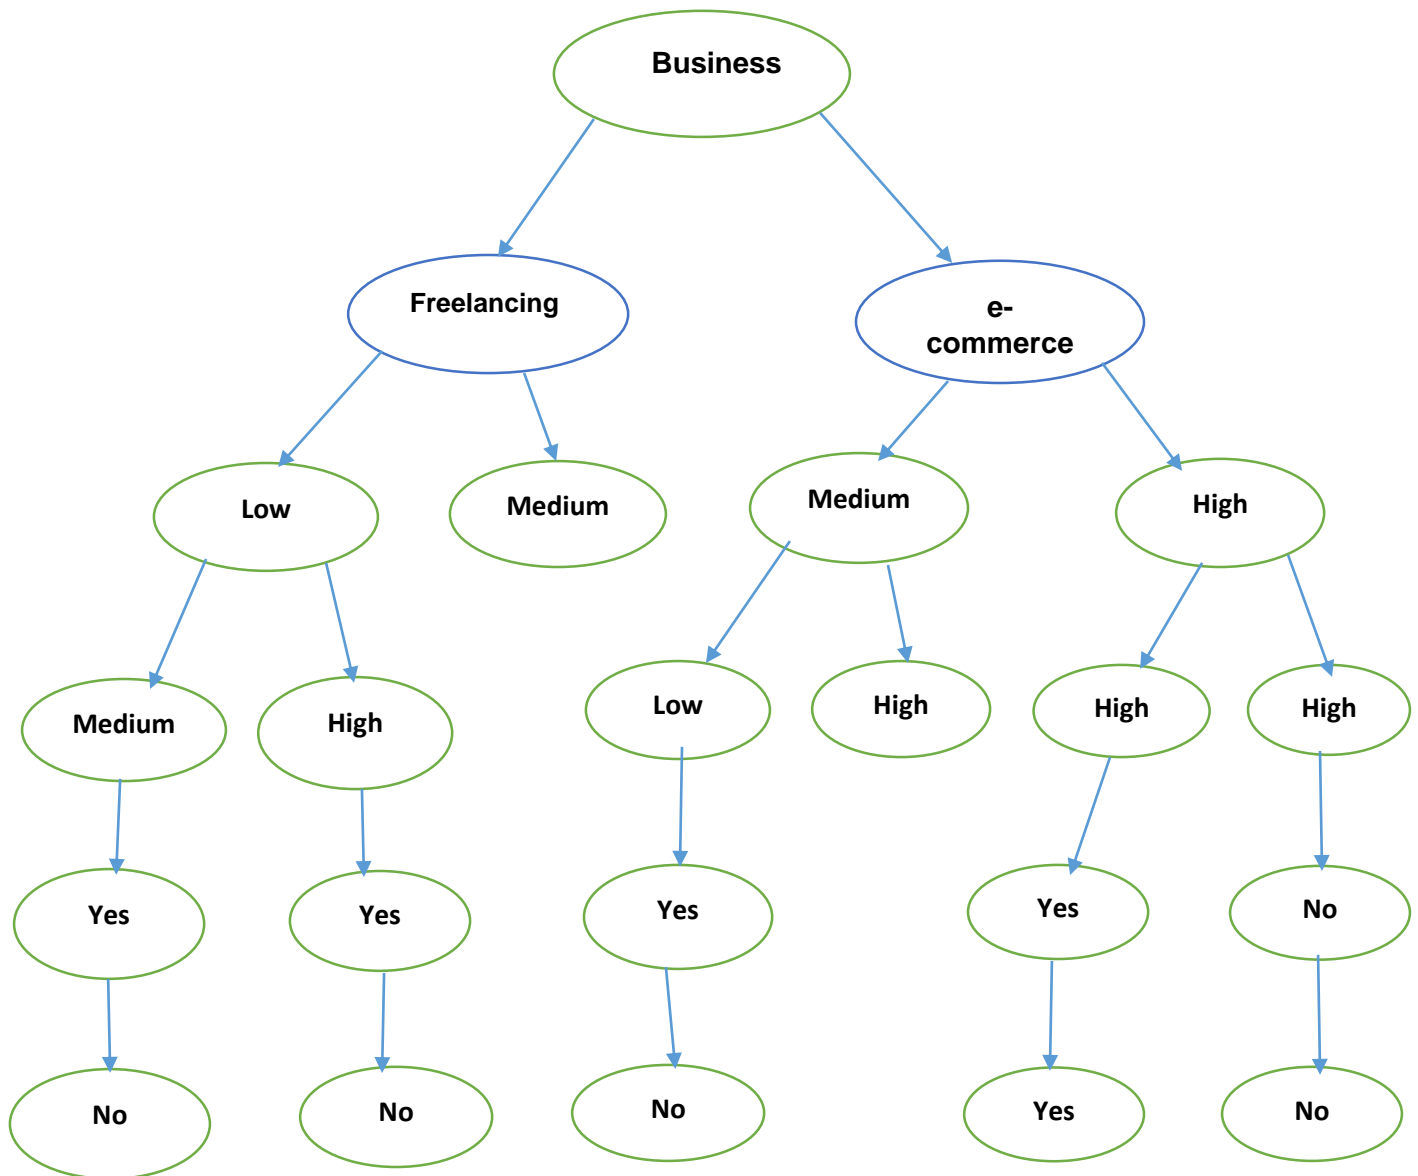 Business
Freelancing
e-
commerce
Low
Medium
Medium
High
Medium
High
Low
High
High
High
Yes
Yes
Yes
Yes
No
No
No
No
Yes
No